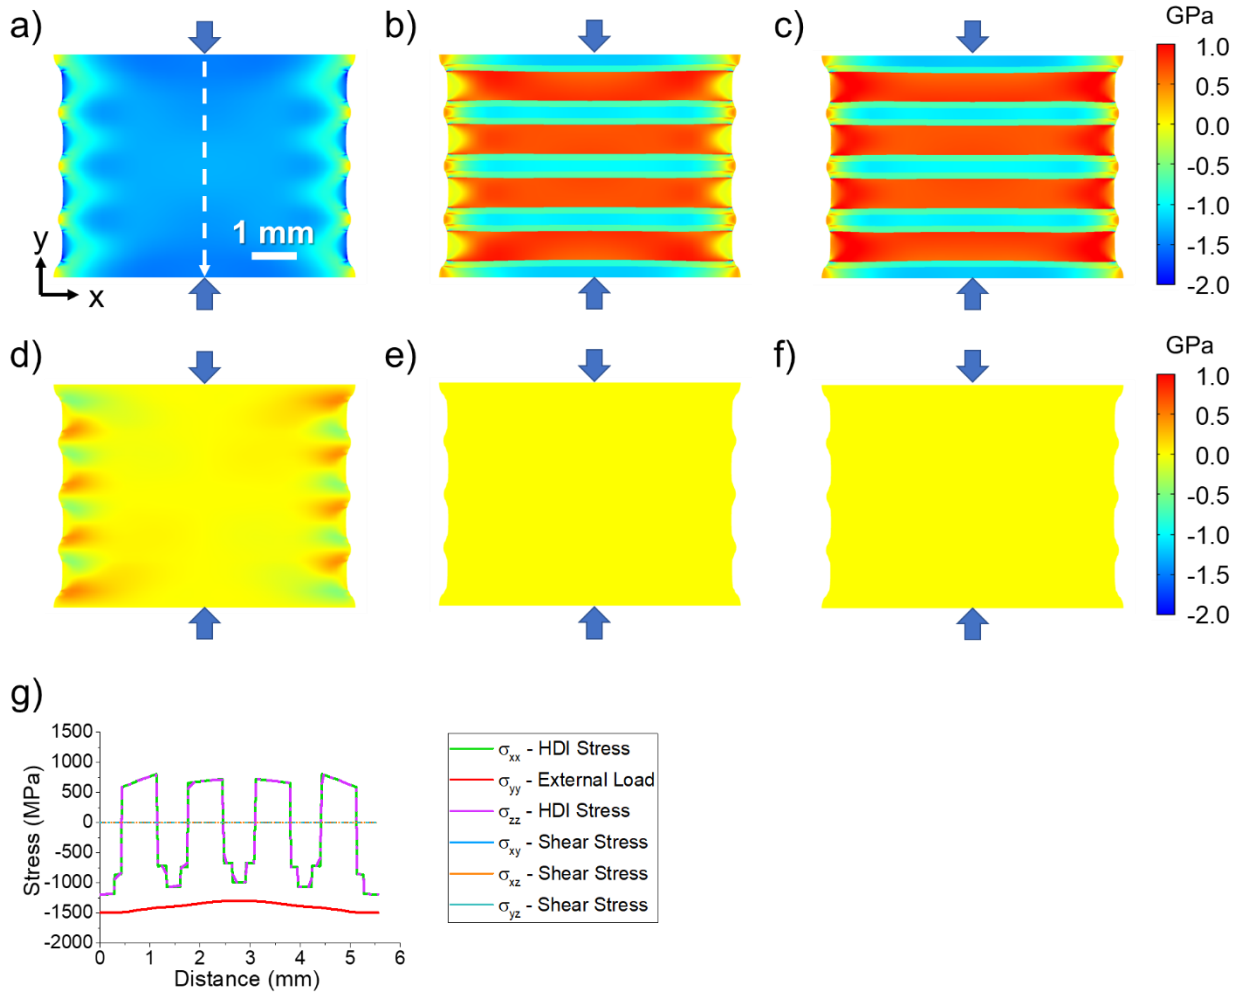 a)
b)
c)
GPa
1.0
0.5
0.0
-0.5
-1.0
-1.5
-2.0
1 mm
y
x
d)
e)
f)
GPa
1.0
0.5
0.0
-0.5
-1.0
-1.5
-2.0
g)
Stress (MPa)
1500
1000
500
0
-500
-1000
-1500
-2000
0 1 2 3 4 5 6
Distance (mm)
σxx - HDI Stress
σyy - External Load
σzz - HDI Stress
σxy - Shear Stress
σxz - Shear Stress
σyz - Shear Stress